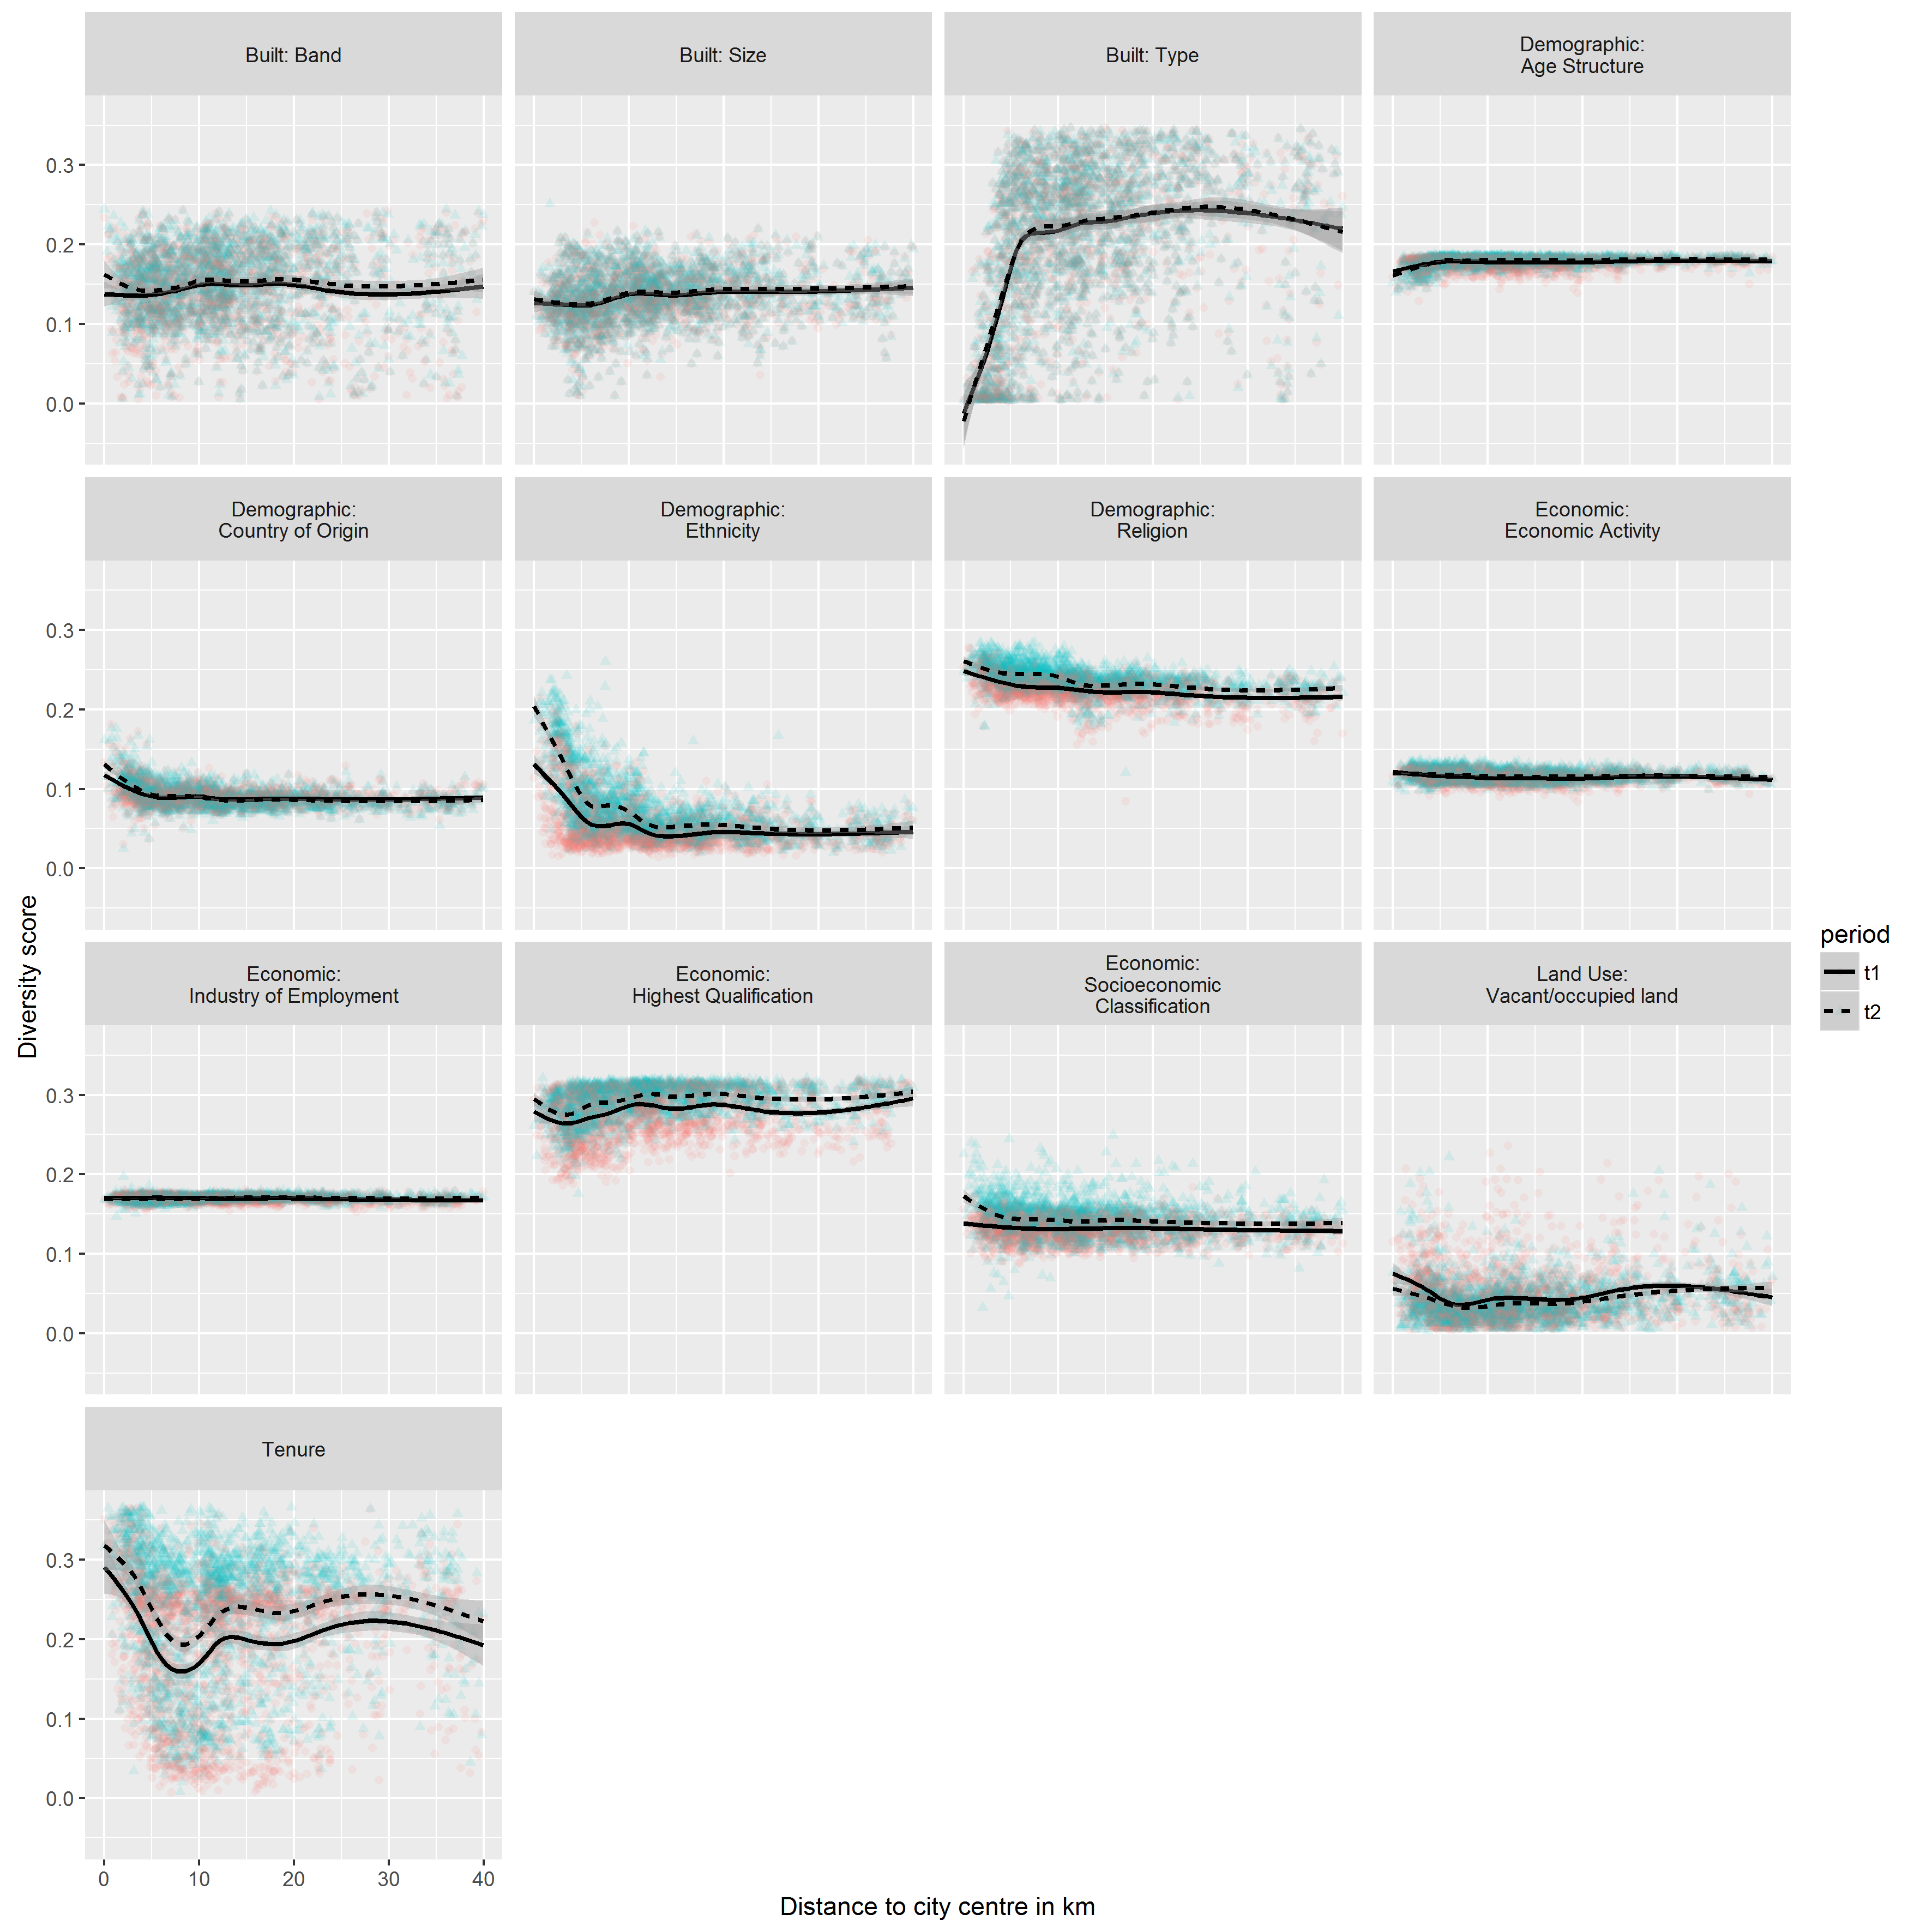 Built: Band
Built: Size
Built: Type
Demographic:
Age Structure
0.3
0.2
0.1
0.0
Demographic:
Country of Origin
Demographic:
Ethnicity
Demographic:
Religion
Economic:
Economic Activity
0.3
0.2
0.1
0.0
Diversity score
Economic:
Industry of Employment
Economic:
Highest Qualification
Economic:
Socioeconomic
Classification
Land Use:
Vacant/occupied land
0.3
0.2
0.1
0.0
period
t1
t2
Tenure
0.3
0.2
0.1
0.0
0 10 20 30 40
Distance to city centre in km